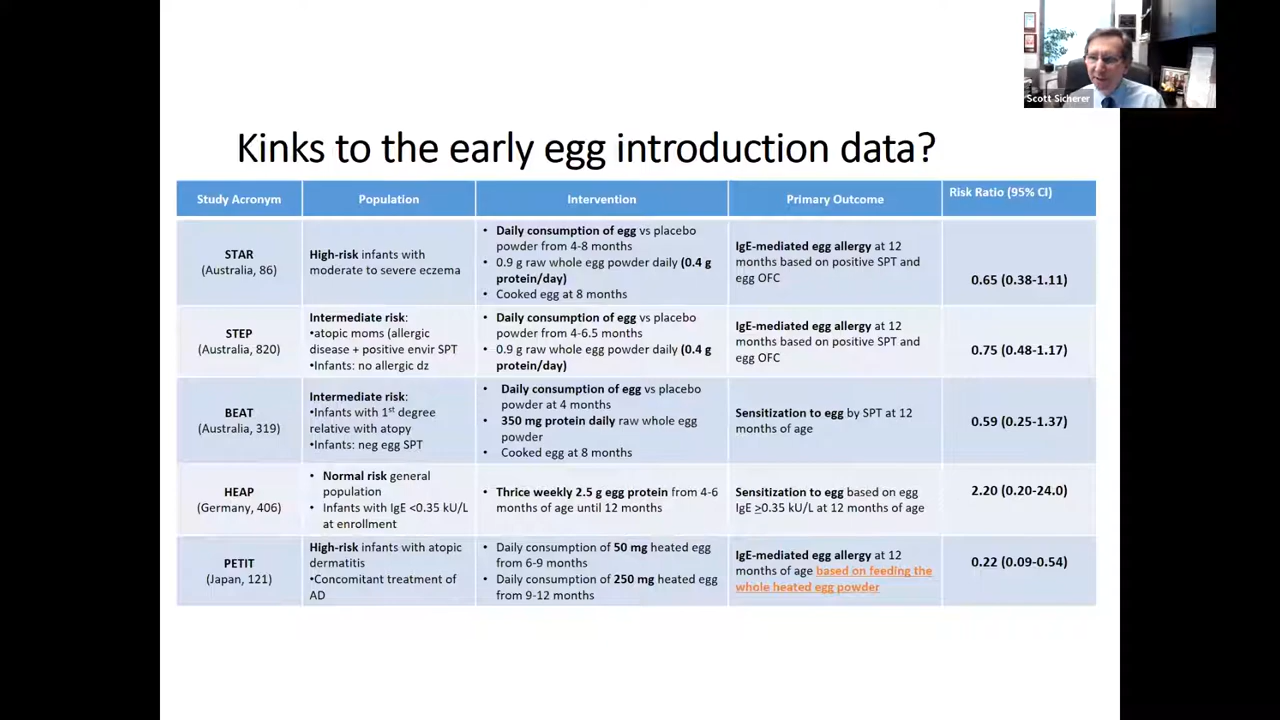 Scott Sicherer
Kinks to the early egg introduction data?
Study Acronym
Population
Intervention
Primary Outcome
Risk Ratio (95% CI)
STAR
(Australia, 86)
High-risk infants with
moderate to severe eczema
• Daily consumption of egg vs placebo
powder from 4-8 months
• 0.9 g raw whole egg powder daily (0.4 g
protein/day)
• Cooked egg at 8 months
IgE-mediated egg allergy at 12
months based on positive SPT and
egg OFC
0.65 (0.38-1.11)
STEP
(Australia, 820)
Intermediate risk:
•atopic moms (allergic
disease + positive envir SPT
•Infants: no allergic dz
• Daily consumption of egg vs placebo
powder from 4-6.5 months
• 0.9 g raw whole egg powder daily (0.4 g
protein/day)
IgE-mediated egg allergy at 12
months based on positive SPT and
egg OFC
0.75 (0.48-1.17)
BEAT
(Australia, 319)
Intermediate risk:
•Infants with 1st degree
relative with atopy
•Infants: neg egg SPT
• Daily consumption of egg vs placebo
powder at 4 months
• 350 mg protein daily raw whole egg
powder
• Cooked egg at 8 months
Sensitization to egg by SPT at 12
months of age
0.59 (0.25-1.37)
HEAP
(Germany, 406)
• Normal risk general
population
• Infants with IgE <0.35 kU/L
at enrollment
• Thrice weekly 2.5 g egg protein from 4-6
months of age until 12 months
Sensitization to egg based on egg
IgE ≥0.35 kU/L at 12 months of age
2.20 (0.20-24.0)
PETIT
(Japan, 121)
High-risk infants with atopic
dermatitis
•Concomitant treatment of
AD
• Daily consumption of 50 mg heated egg
from 6-9 months
• Daily consumption of 250 mg heated egg
from 9-12 months
IgE-mediated egg allergy at 12
months of age based on feeding the
whole heated egg powder
0.22 (0.09-0.54)